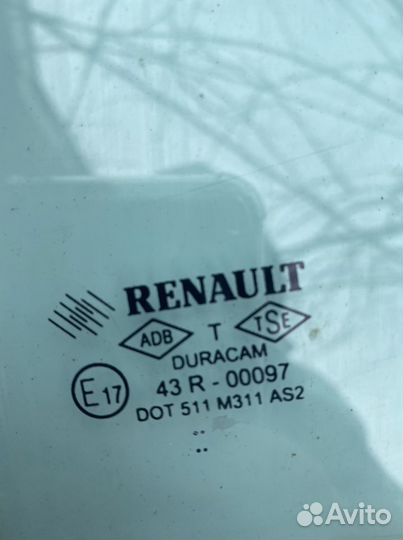 RENAULT
ADB T TSE
DURACAM
E17 43 R - 00097
DOT 511 M311 AS2
..
..
Avito